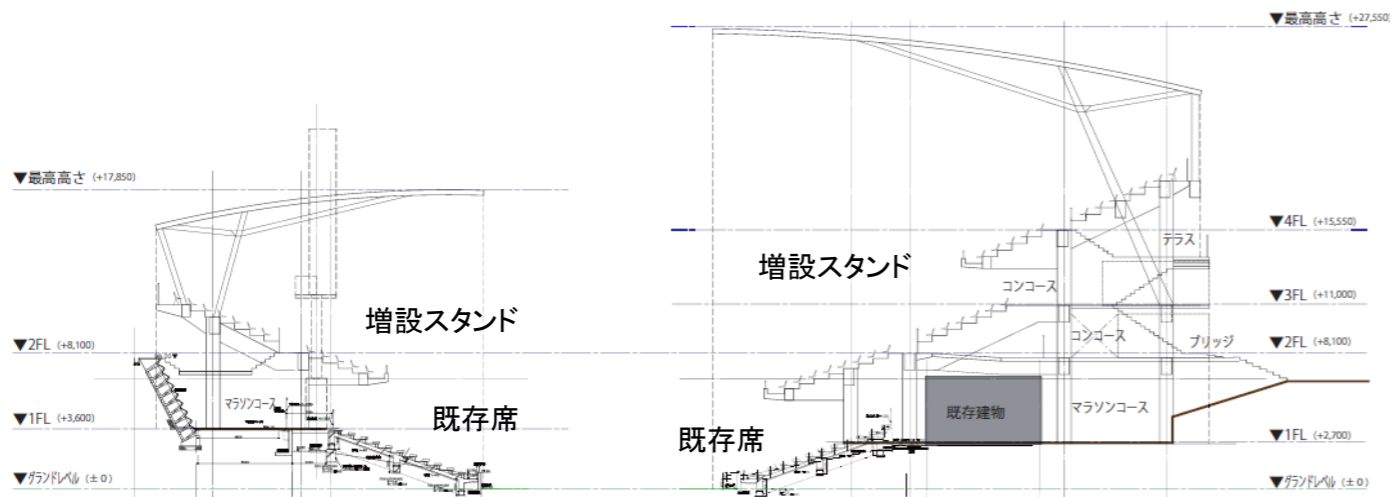 ▼最高高さ (+17,850)
増設スタンド
▼2FL (+8,100)
マラソンコース
既存席
▼1FL (+3,600)
▼グランドレベル (±0)
▼最高高さ (+27,550)
▼4FL (+15,550)
テラス
増設スタンド
コンコース
▼3FL (+11,000)
コンコース
ブリッジ
▼2FL (+8,100)
既存建物
マラソンコース
既存席
▼1FL (+2,700)
▼グランドレベル (±0)